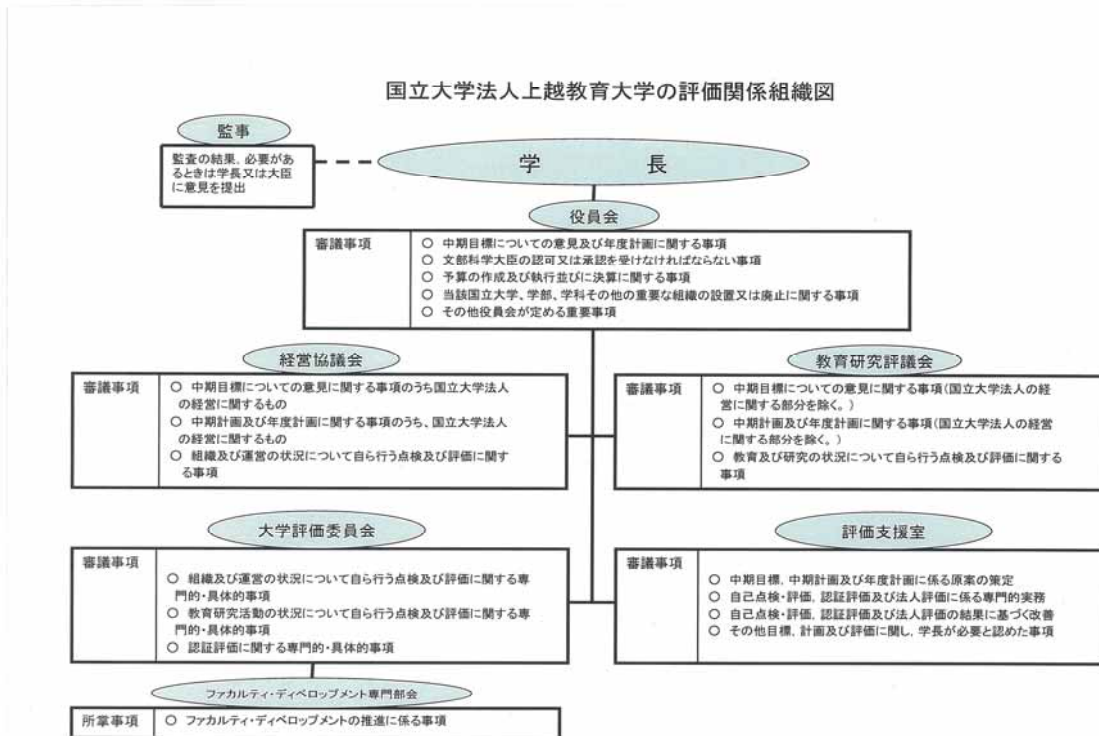 国立大学法人上越教育大学の評価関係組織図
監事
監査の結果、必要があ
るときは学長又は大臣
に意見を提出
学　長
役員会
審議事項
○ 中期目標についての意見及び年度計画に関する事項
○ 文部科学大臣の認可又は承認を受けなければならない事項
○ 予算の作成及び執行並びに決算に関する事項
○ 当該国立大学、学部、学科その他の重要な組織の設置又は廃止に関する事項
○ その他役員会が定める重要事項
経営協議会
審議事項
○ 中期目標についての意見に関する事項のうち国立大学法人
の経営に関するもの
○ 中期計画及び年度計画に関する事項のうち、国立大学法人
の経営に関するもの
○ 組織及び運営の状況について自ら行う点検及び評価に関す
る事項
教育研究評議会
審議事項
○ 中期目標についての意見に関する事項(国立大学法人の経
営に関する部分を除く。)
○ 中期計画及び年度計画に関する事項(国立大学法人の経営
に関する部分を除く。)
○ 教育及び研究の状況について自ら行う点検及び評価に関する
事項
大学評価委員会
審議事項
○ 組織及び運営の状況について自ら行う点検及び評価に関する専
門的・具体的事項
○ 教育研究活動の状況について自ら行う点検及び評価に関する専
門的・具体的事項
○ 認証評価に関する専門的・具体的事項
評価支援室
審議事項
○ 中期目標、中期計画及び年度計画に係る原案の策定
○ 自己点検・評価、認証評価及び法人評価に係る専門的実務
○ 自己点検・評価、認証評価及び法人評価の結果に基づく改善
○ その他目標、計画及び評価に関し、学長が必要と認めた事項
ファカルティ・ディベロップメント専門部会
所掌事項
○ ファカルティ・ディベロップメントの推進に係る事項